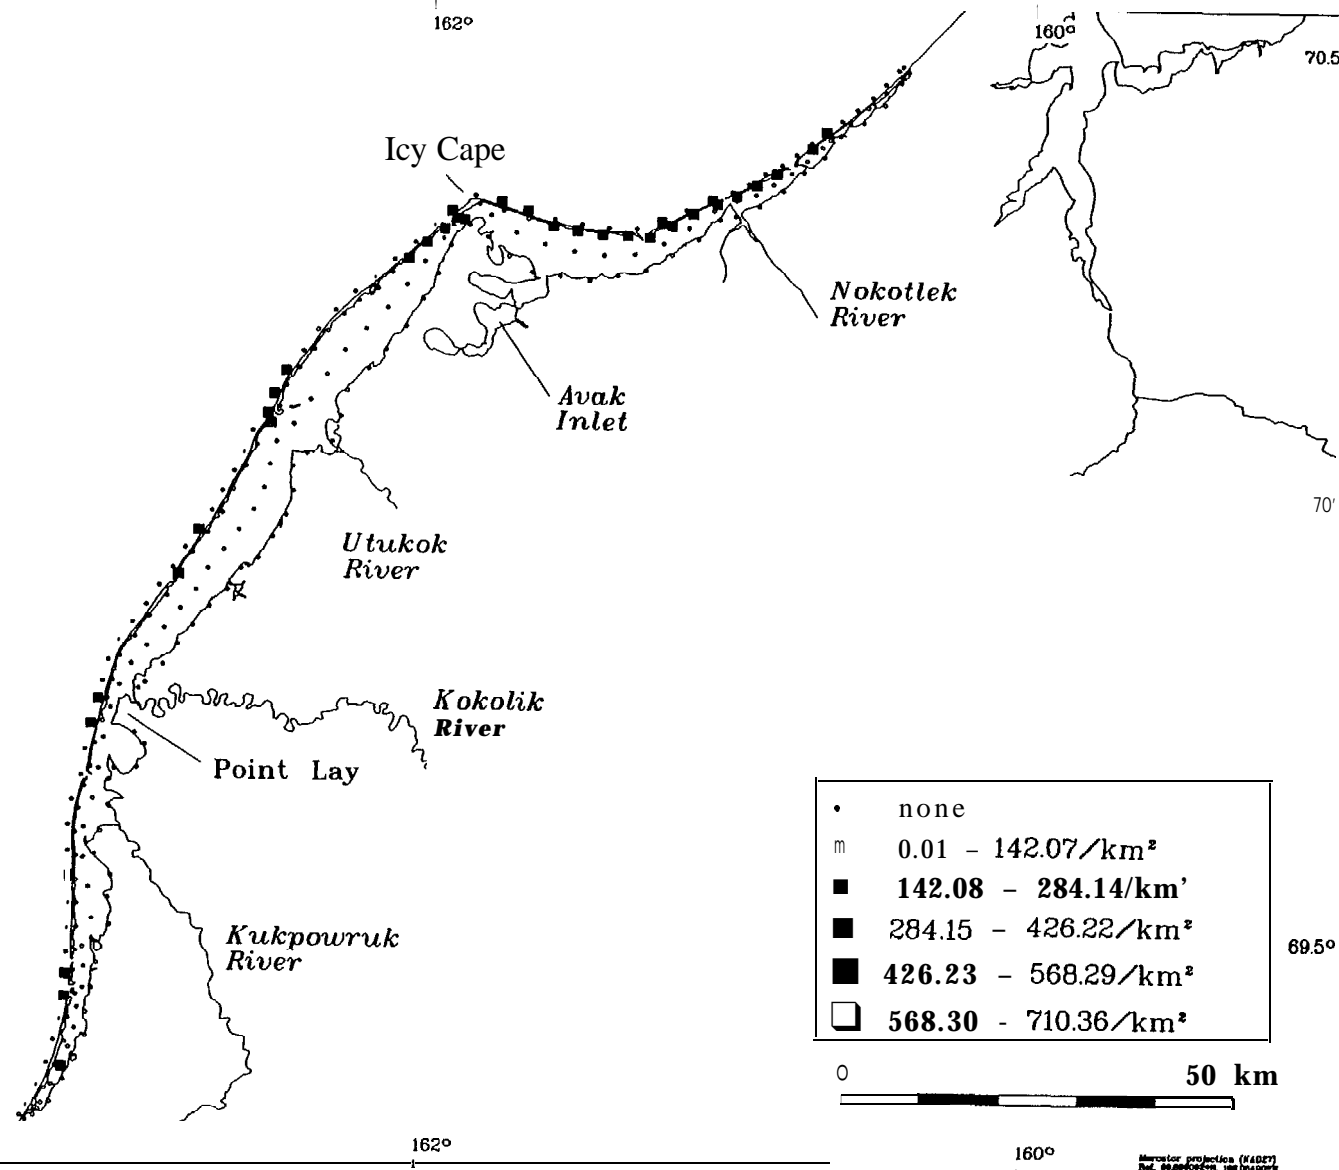 162°
160°
70.5
Icy Cape
Nokotlek
River
Avak
Inlet
70'
Utukok
River
Kokolik
River
Point Lay
none
m 0.01 – 142.07/km²
142.08 – 284.14/km'
284.15 – 426.22/km²
Kukpowruk
River
69.5°
426.23 – 568.29/km²
568.30 - 710.36/km²
0 50 km
162°
160°
Mercator projection (NAD27)